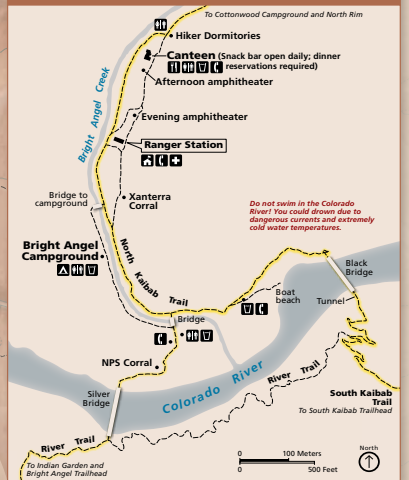 To Cottonwood Campground and North Rim
Hiker Dormitories
Canteen (Snack bar open daily; dinner
reservations required)
Afternoon amphitheater
Bright Angel Creek
Evening amphitheater
Ranger Station
Bridge to
campground
Xanterra
Corral
Do not swim in the Colorado
River! You could drown due to
dangerous currents and extremely
cold water temperatures.
Bright Angel
Campground
North Kaibab Trail
Black
Bridge
Boat
beach
Tunnel
Bridge
NPS Corral
Silver
Bridge
Colorado River
River Trail
South Kaibab
Trail
To South Kaibab Trailhead
River Trail
To Indian Garden and
Bright Angel Trailhead
0 100 Meters
0 500 Feet
North